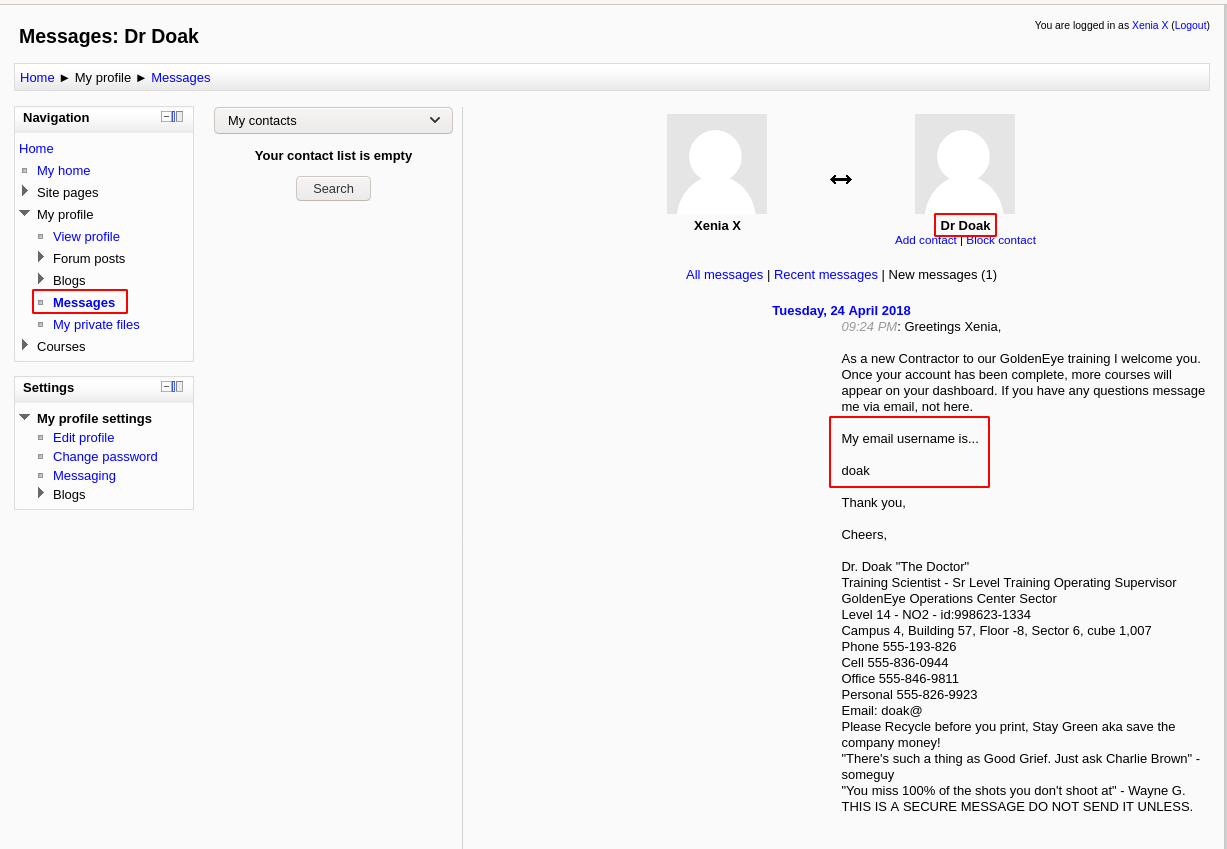 Messages: Dr Doak
You are logged in as Xenia X (Logout)
Home ► My profile ► Messages
Navigation
Home
My home
Site pages
My profile
View profile
Forum posts
Blogs
Messages
My private files
Courses
Settings
My profile settings
Edit profile
Change password
Messaging
Blogs
My contacts
Your contact list is empty
Search
Xenia X
Dr Doak
Add contact | Block contact
All messages | Recent messages | New messages (1)
Tuesday, 24 April 2018
09:24 PM: Greetings Xenia,
As a new Contractor to our GoldenEye training I welcome you.
Once your account has been complete, more courses will
appear on your dashboard. If you have any questions message
me via email, not here.
My email username is...
doak
Thank you,
Cheers,
Dr. Doak "The Doctor"
Training Scientist - Sr Level Training Operating Supervisor
GoldenEye Operations Center Sector
Level 14 - NO2 - id:998623-1334
Campus 4, Building 57, Floor -8, Sector 6, cube 1,007
Phone 555-193-826
Cell 555-836-0944
Office 555-846-9811
Personal 555-826-9923
Email: doak@
Please Recycle before you print, Stay Green aka save the
company money!
"There's such a thing as Good Grief. Just ask Charlie Brown" -
someguy
"You miss 100% of the shots you don't shoot at" - Wayne G.
THIS IS A SECURE MESSAGE DO NOT SEND IT UNLESS.